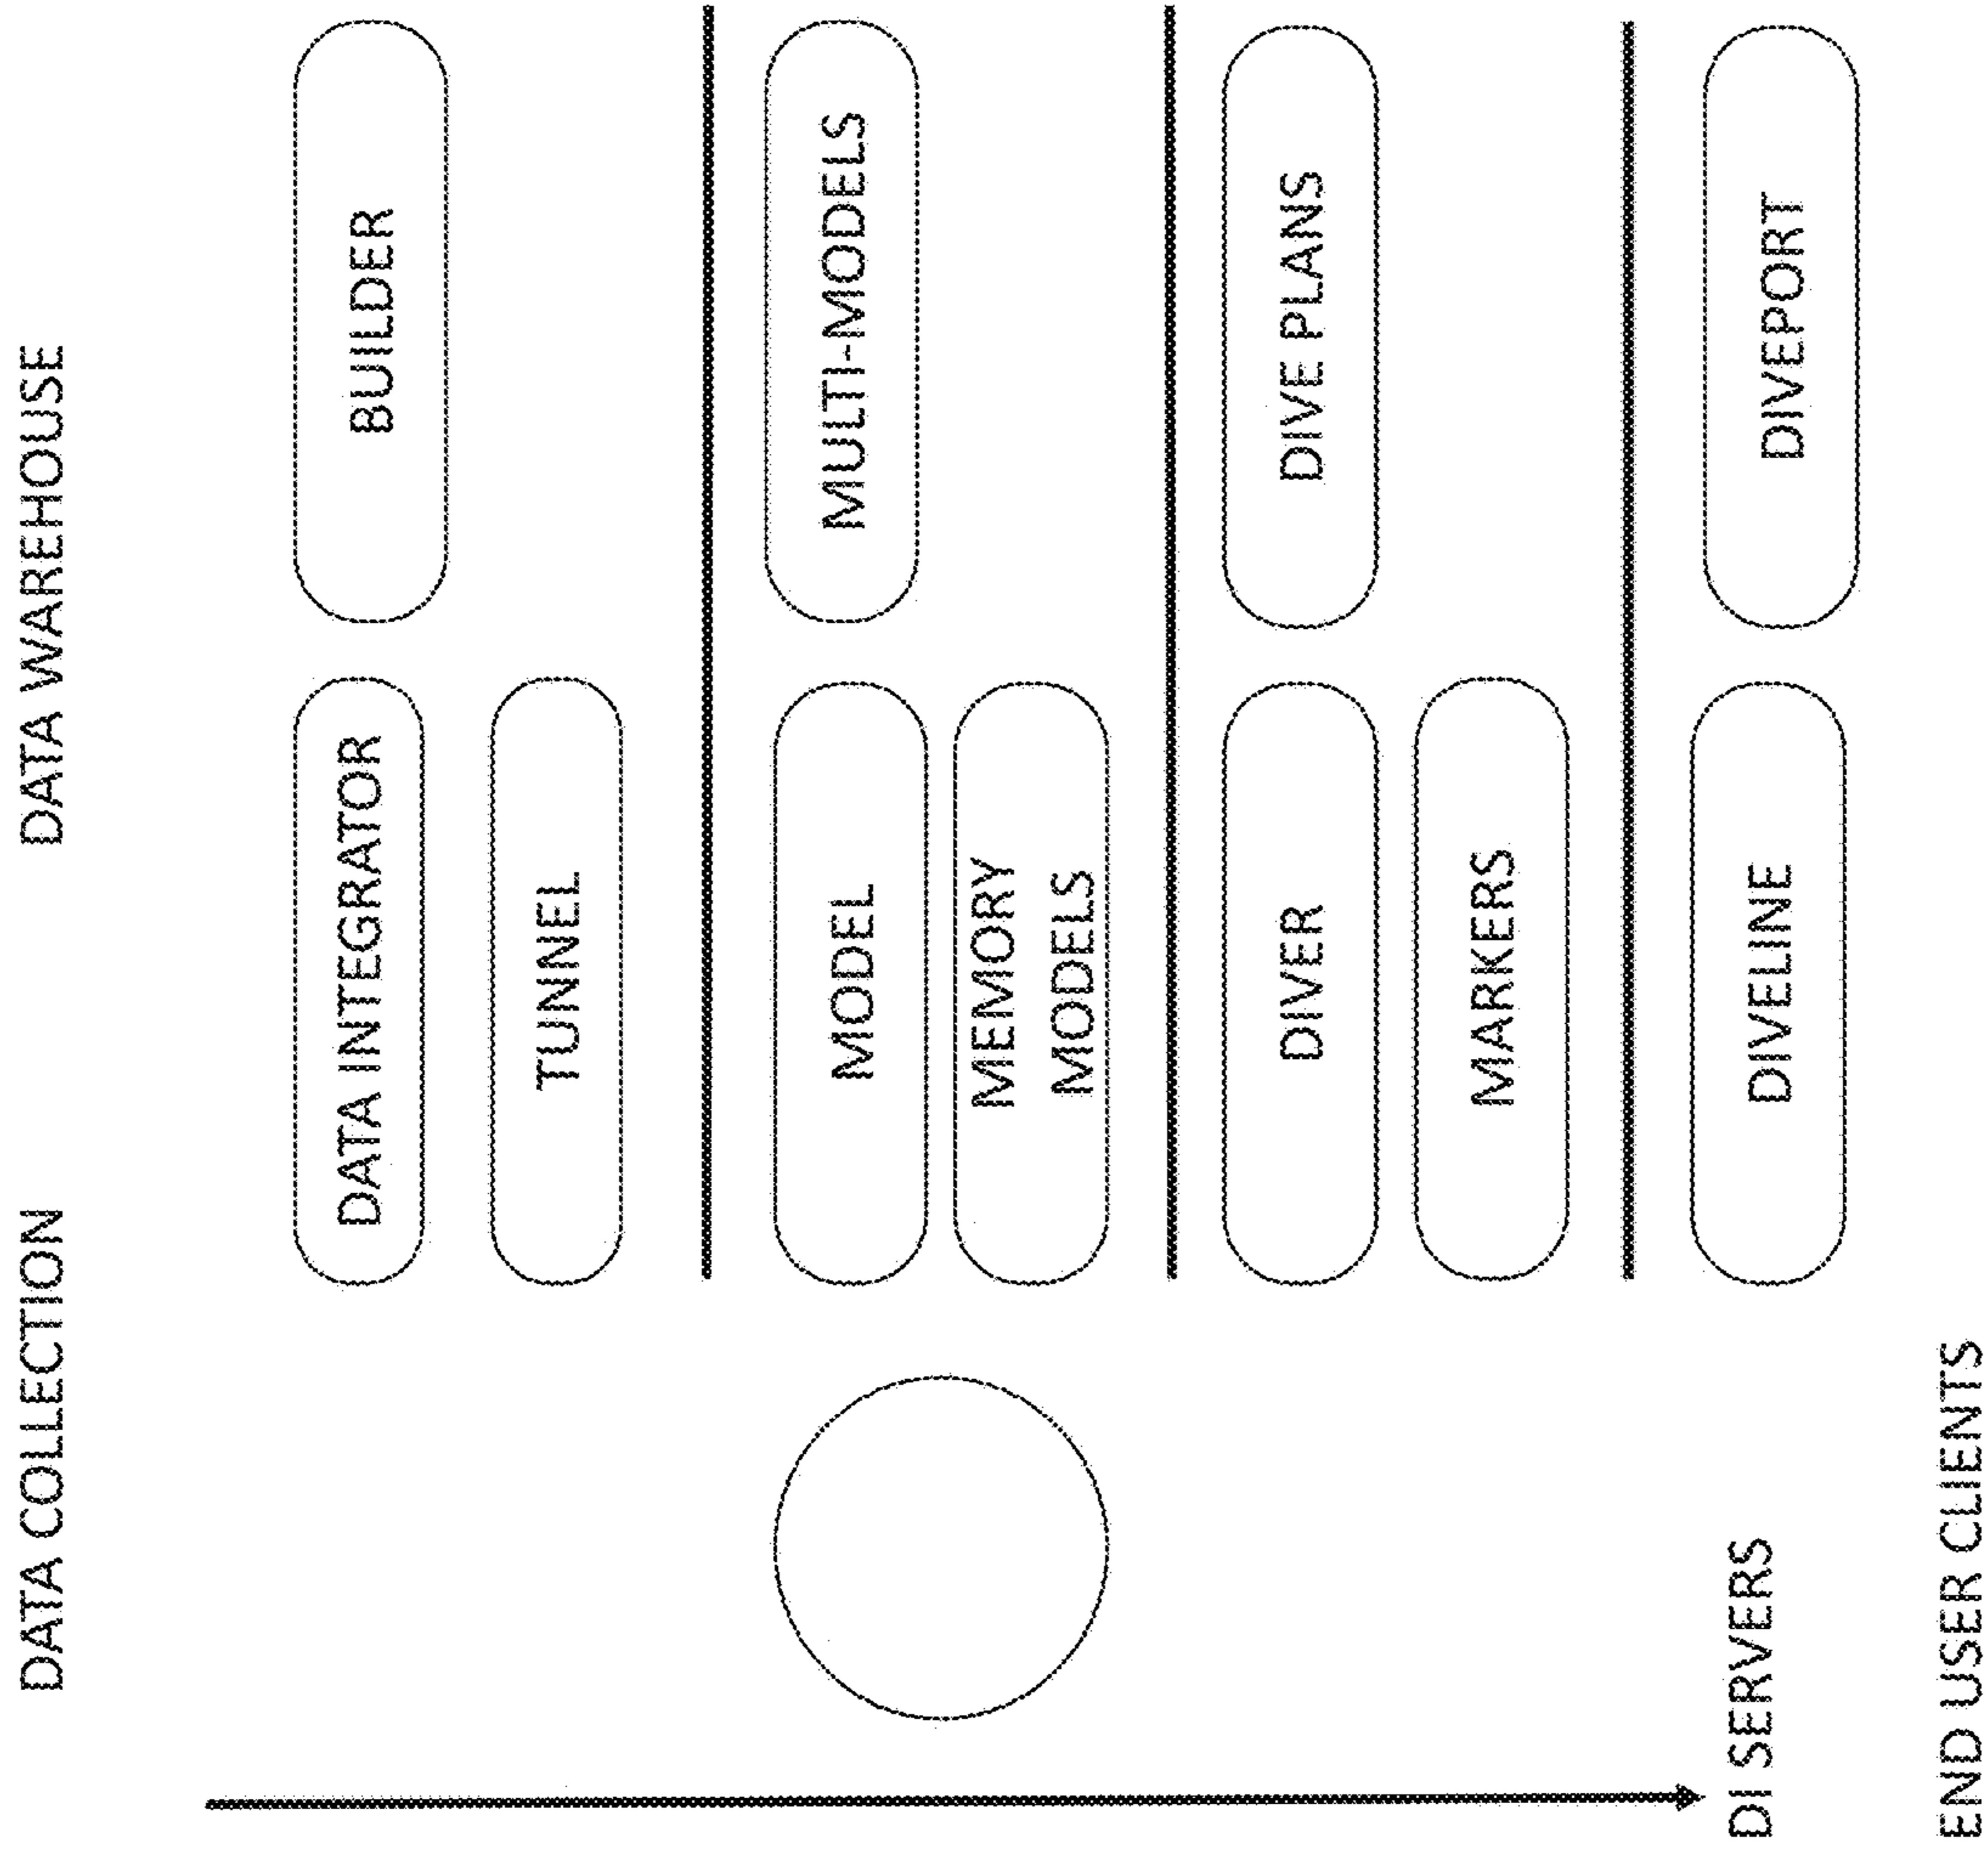 DATA COLLECTION
DATA WAREHOUSE
DATA INTEGRATOR
BUILDER
TUNNEL
MODEL
MULTI-MODELS
MEMORY
MODELS
DIVER
DIVE PLANS
MARKERS
DI SERVERS
DIVELINE
DIVEPORT
END USER CLIENTS